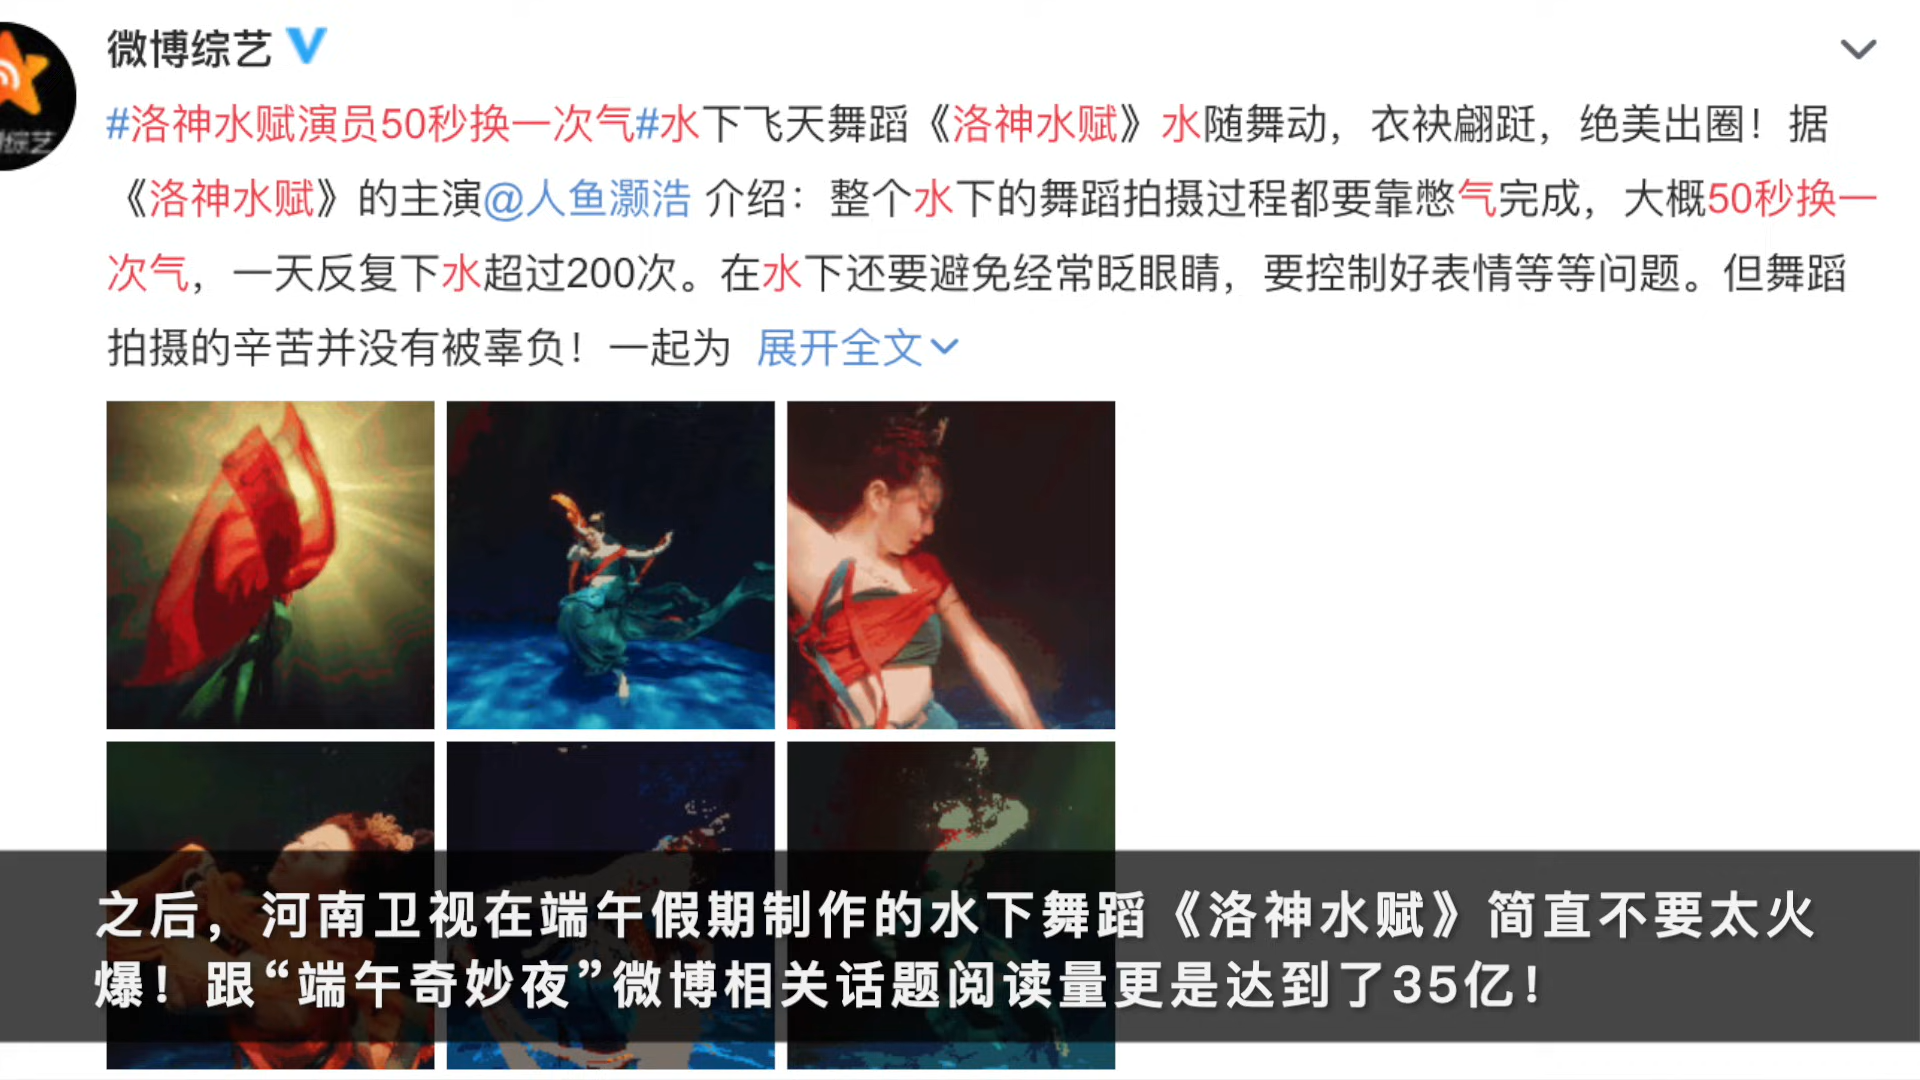 微博综艺
#洛神水赋演员50秒换一次气#水下飞天舞蹈《洛神水赋》水随舞动，衣袂翩跹，绝美出圈！据
《洛神水赋》的主演@人鱼灏浩 介绍：整个水下的舞蹈拍摄过程都要靠憋气完成，大概50秒换一
次气，一天反复下水超过200次。在水下还要避免经常眨眼睛，要控制好表情等等问题。但舞蹈
拍摄的辛苦并没有被辜负！一起为 展开全文
综艺
之后，河南卫视在端午假期制作的水下舞蹈《洛神水赋》简直不要太火
爆！跟“端午奇妙夜”微博相关话题阅读量更是达到了35亿！